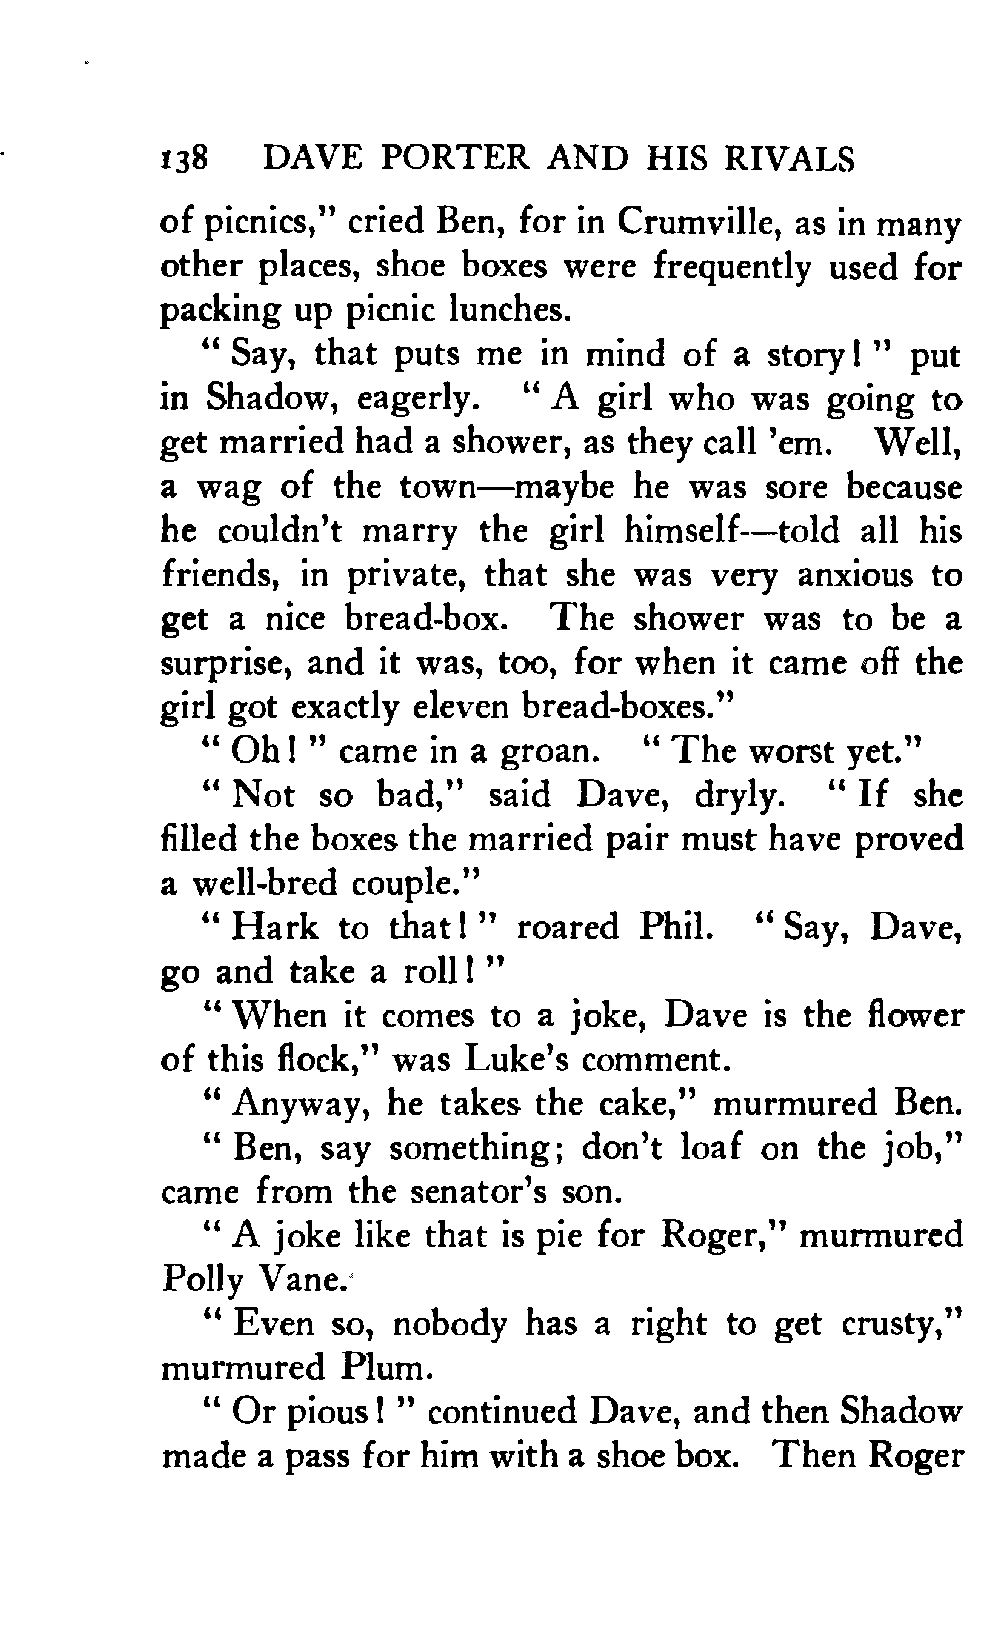 138 DAVE PORTER AND HIS RIVALS
of picnics," cried Ben, for in Crumville, as in many
other places, shoe boxes were frequently used for
packing up picnic lunches.
" Say, that puts me in mind of a story! " put
in Shadow, eagerly. " A girl who was going to
get married had a shower, as they call 'em. Well,
a wag of the town—maybe he was sore because
he couldn't marry the girl himself—told all his
friends, in private, that she was very anxious to
get a nice bread-box. The shower was to be a
surprise, and it was, too, for when it came off the
girl got exactly eleven bread-boxes."
" Oh! " came in a groan. " The worst yet."
" Not so bad," said Dave, dryly. " If she
filled the boxes the married pair must have proved
a well-bred couple."
" Hark to that! " roared Phil. " Say, Dave,
go and take a roll! "
" When it comes to a joke, Dave is the flower
of this flock," was Luke's comment.
" Anyway, he takes the cake," murmured Ben.
" Ben, say something; don't loaf on the job,"
came from the senator's son.
" A joke like that is pie for Roger," murmured
Polly Vane.
" Even so, nobody has a right to get crusty,"
murmured Plum.
" Or pious! " continued Dave, and then Shadow
made a pass for him with a shoe box. Then Roger